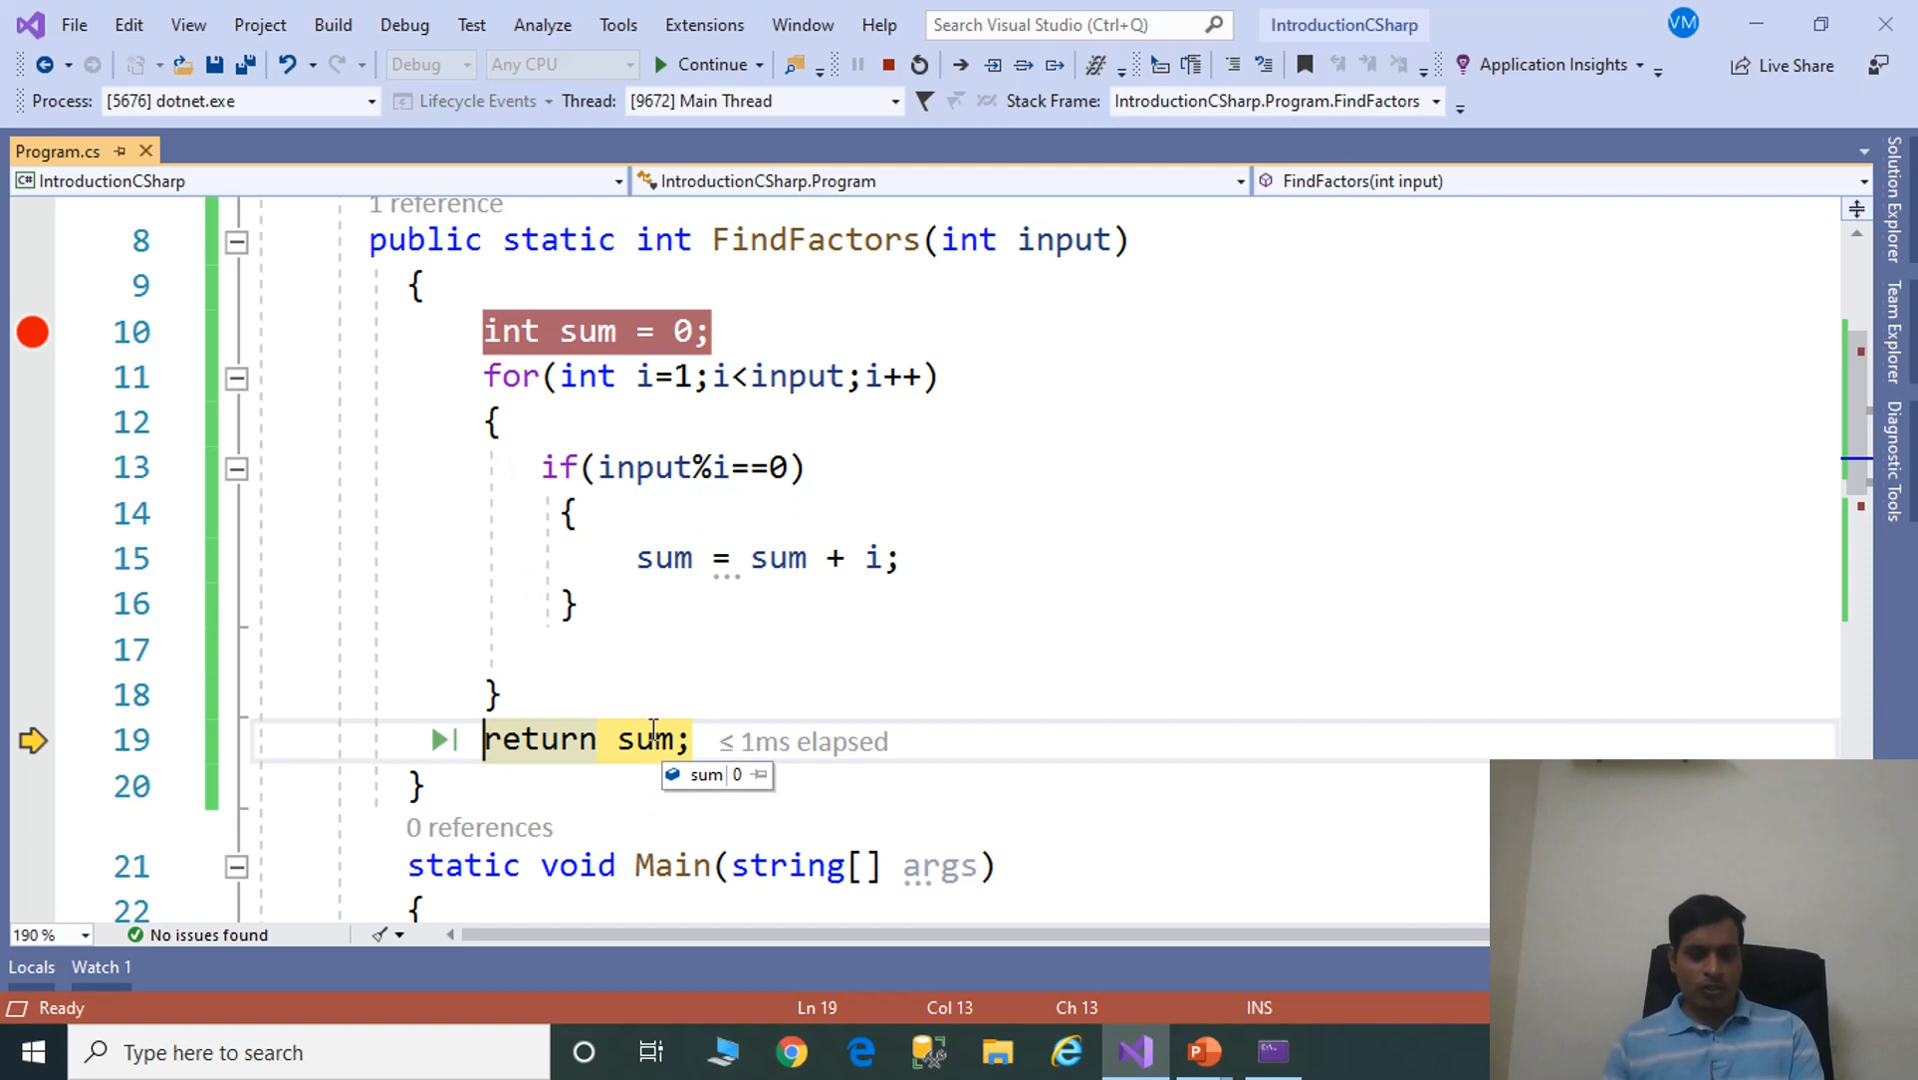 File Edit View Project Build Debug Test Analyze Tools Extensions Window Help Search Visual Studio (Ctrl+Q) IntroductionCSharp VM
Debug Any CPU Continue Application Insights Live Share
Process: [5676] dotnet.exe Lifecycle Events Thread: [9672] Main Thread Stack Frame: IntroductionCSharp.Program.FindFactors
Program.cs
C# IntroductionCSharp IntroductionCSharp.Program FindFactors(int input)
1 reference
8 public static int FindFactors(int input)
9 {
10 int sum = 0;
11 for(int i=1;i<input;i++)
12 {
13 if(input%i==0)
14 {
15 sum = sum + i;
16 }
17
18 }
19 return sum; ≤ 1ms elapsed
sum 0
20 }
0 references
21 static void Main(string[] args)
22 {
190 % No issues found
Locals Watch 1
Ready Ln 19 Col 13 Ch 13 INS
Type here to search
Solution Explorer
Team Explorer
Diagnostic Tools